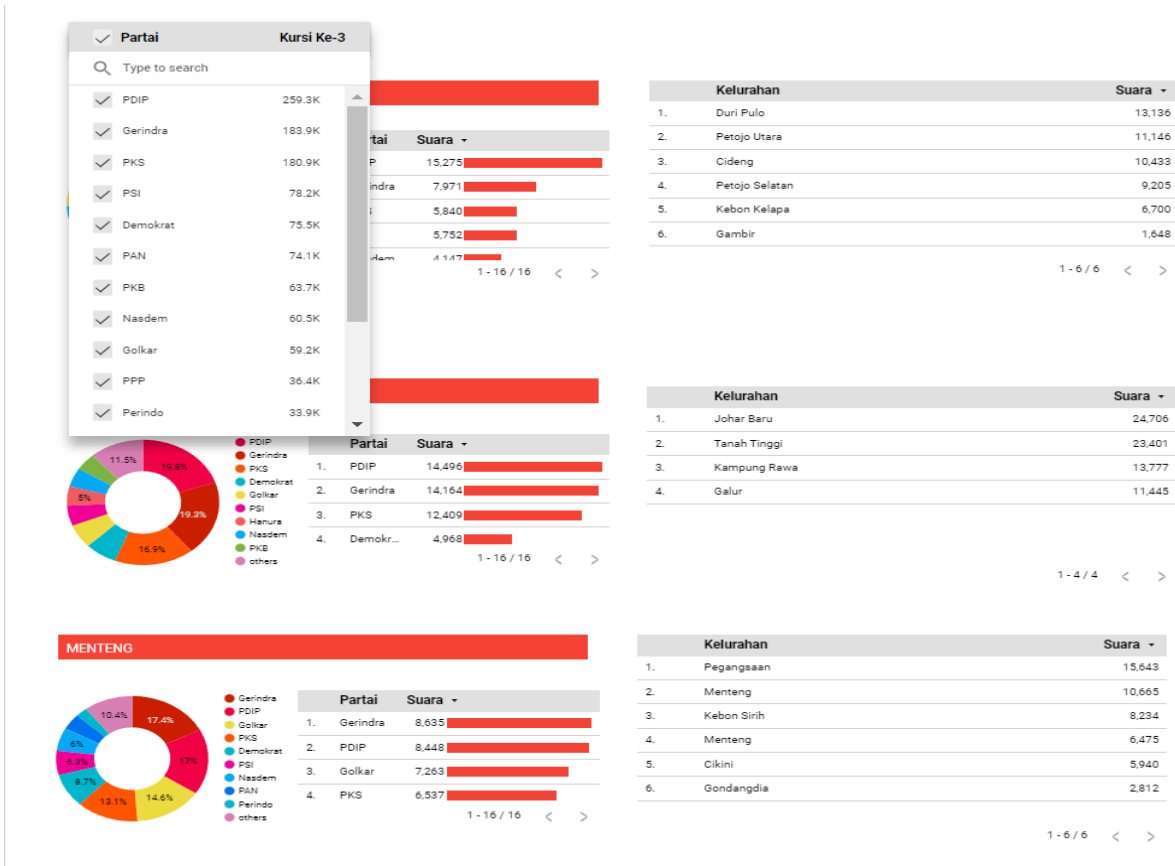 Partai Kursi Ke-3
Type to search
PDIP 259.3K
Gerindra 183.9K
PKS 180.9K
PSI 78.2K
Demokrat 75.5K
PAN 74.1K
PKB 63.7K
Nasdem 60.5K
Golkar 59.2K
PPP 36.4K
Perindo 33.9K
tai Suara
P 15,275
indra 7,971
5,840
5,752
dem 4,147
1 - 16 / 16 < >
Kelurahan Suara
1. Duri Pulo 13,136
2. Petojo Utara 11,146
3. Cideng 10,433
4. Petojo Selatan 9,205
5. Kebon Kelapa 6,700
6. Gambir 1,648
1 - 6 / 6 < >
11.5%
19.8%
5%
19.3%
16.9%
PDIP
Gerindra
PKS
Demokrat
Golkar
PSI
Hanura
Nasdem
PKB
others
Partai Suara
1. PDIP 14,496
2. Gerindra 14,164
3. PKS 12,409
4. Demokr... 4,968
1 - 16 / 16 < >
Kelurahan Suara
1. Johar Baru 24,706
2. Tanah Tinggi 23,401
3. Kampung Rawa 13,777
4. Galur 11,445
1 - 4 / 4 < >
MENTENG
10.4%
17.4%
6%
6.3%
17%
8.7%
13.1%
14.6%
Gerindra
PDIP
Golkar
PKS
Demokrat
PSI
Nasdem
PAN
Perindo
others
Partai Suara
1. Gerindra 8,635
2. PDIP 8,448
3. Golkar 7,263
4. PKS 6,537
1 - 16 / 16 < >
Kelurahan Suara
1. Pegangsaan 15,643
2. Menteng 10,665
3. Kebon Sirih 8,234
4. Menteng 6,475
5. Cikini 5,940
6. Gondangdia 2,812
1 - 6 / 6 < >